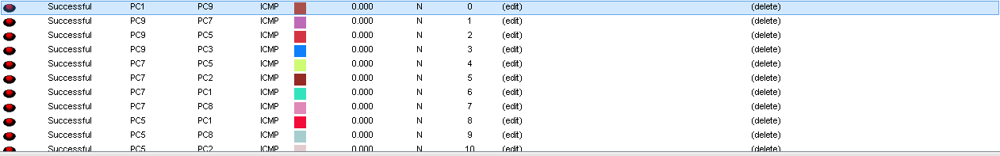 Successful PC1 PC9 ICMP 0.000 N 0 (edit) (delete)
Successful PC9 PC7 ICMP 0.000 N 1 (edit) (delete)
Successful PC9 PC5 ICMP 0.000 N 2 (edit) (delete)
Successful PC9 PC3 ICMP 0.000 N 3 (edit) (delete)
Successful PC7 PC5 ICMP 0.000 N 4 (edit) (delete)
Successful PC7 PC2 ICMP 0.000 N 5 (edit) (delete)
Successful PC7 PC1 ICMP 0.000 N 6 (edit) (delete)
Successful PC7 PC8 ICMP 0.000 N 7 (edit) (delete)
Successful PC5 PC1 ICMP 0.000 N 8 (edit) (delete)
Successful PC5 PC8 ICMP 0.000 N 9 (edit) (delete)
Successful PC5 PC2 ICMP 0.000 N 10 (edit) (delete)